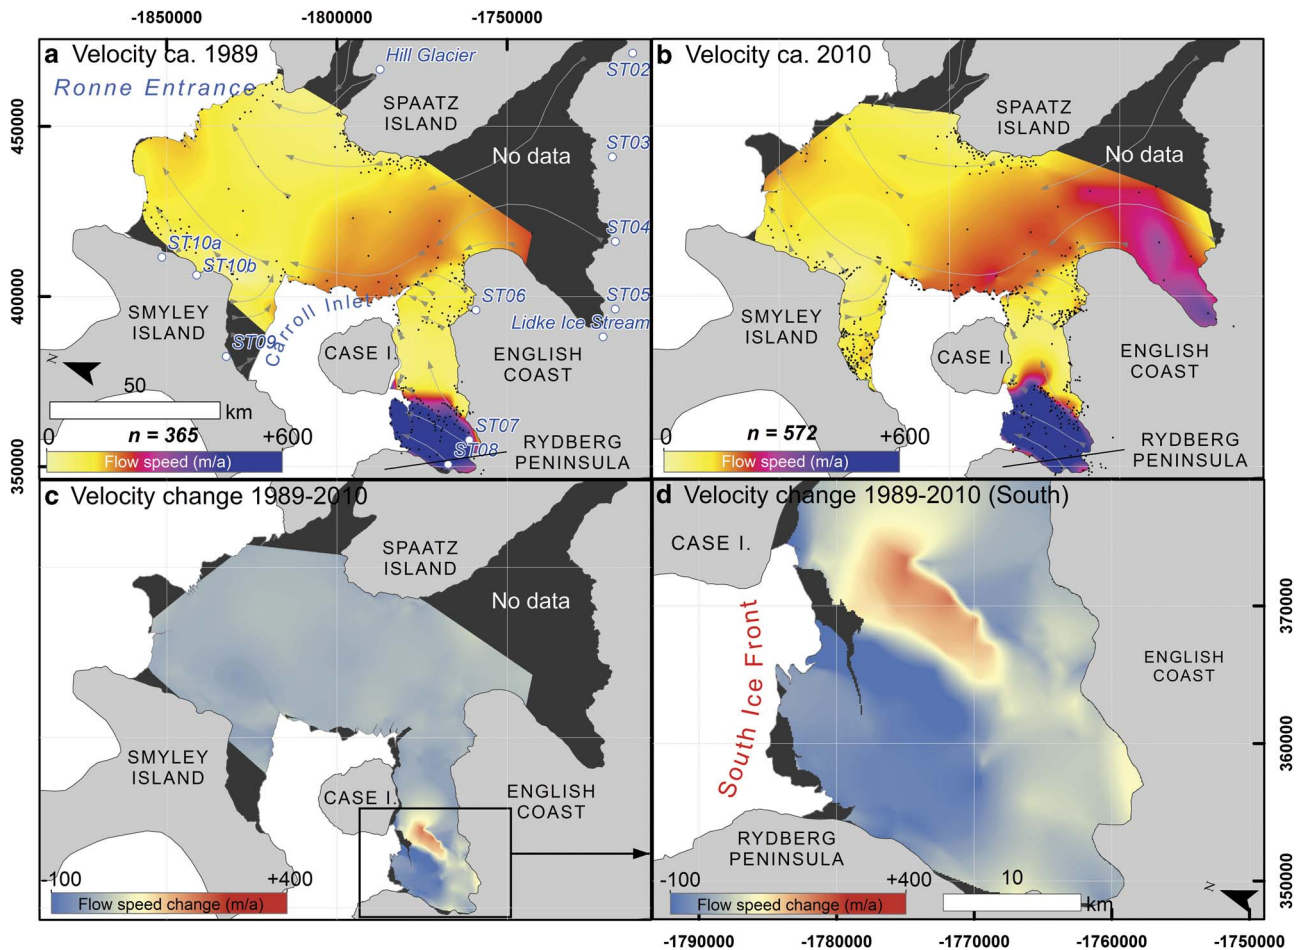 -1850000
-1800000
-1750000
a Velocity ca. 1989
Hill Glacier
Ronne Entrance
SPAATZ
ISLAND
ST02
ST03
No data
ST04
ST10a
ST10b
ST06
ST05
Lidke Ice Stream
SMYLEY
ISLAND
Carroll Inlet
ST09
CASE I.
ENGLISH
COAST
N
50
km
0
n = 365
+600
Flow speed (m/a)
ST07
ST08
RYDBERG
PENINSULA
450000
400000
350000
b Velocity ca. 2010
SPAATZ
ISLAND
No data
SMYLEY
ISLAND
CASE I.
ENGLISH
COAST
0
n = 572
+600
Flow speed (m/a)
RYDBERG
PENINSULA
c Velocity change 1989-2010
SPAATZ
ISLAND
No data
SMYLEY
ISLAND
CASE I.
ENGLISH
COAST
-100
+400
Flow speed change (m/a)
d Velocity change 1989-2010 (South)
CASE I.
South Ice Front
ENGLISH
COAST
RYDBERG
PENINSULA
-100
+400
Flow speed change (m/a)
10
km
N
370000
360000
350000
-1790000
-1780000
-1770000
-1760000
-1750000